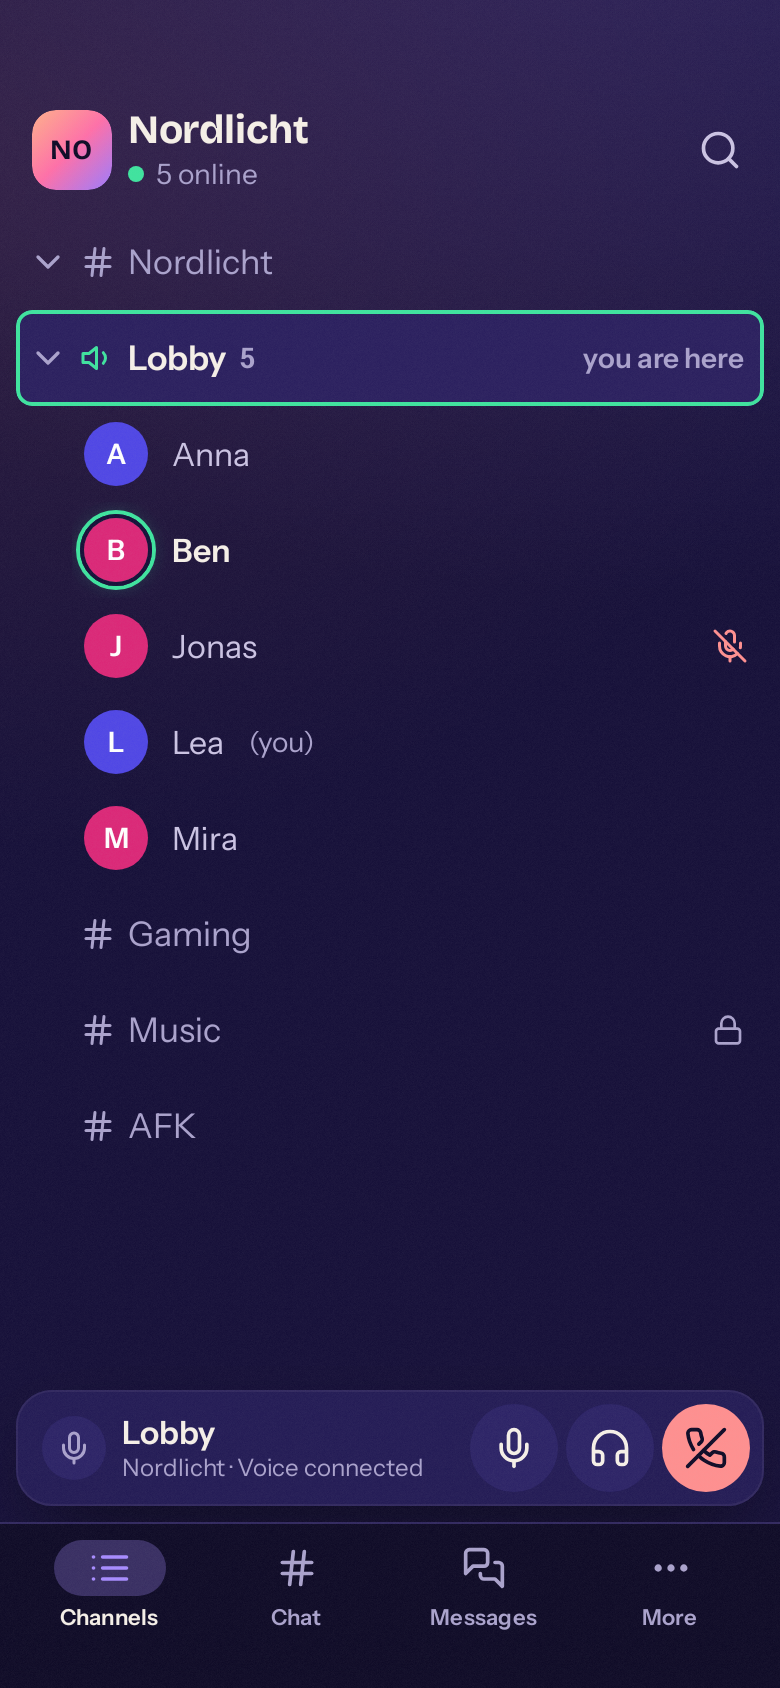 NO
Nordlicht
5 online
# Nordlicht
Lobby 5 you are here
A Anna
B Ben
J Jonas
L Lea (you)
M Mira
# Gaming
# Music
# AFK
Lobby
Nordlicht · Voice connected
Channels
Chat
Messages
More